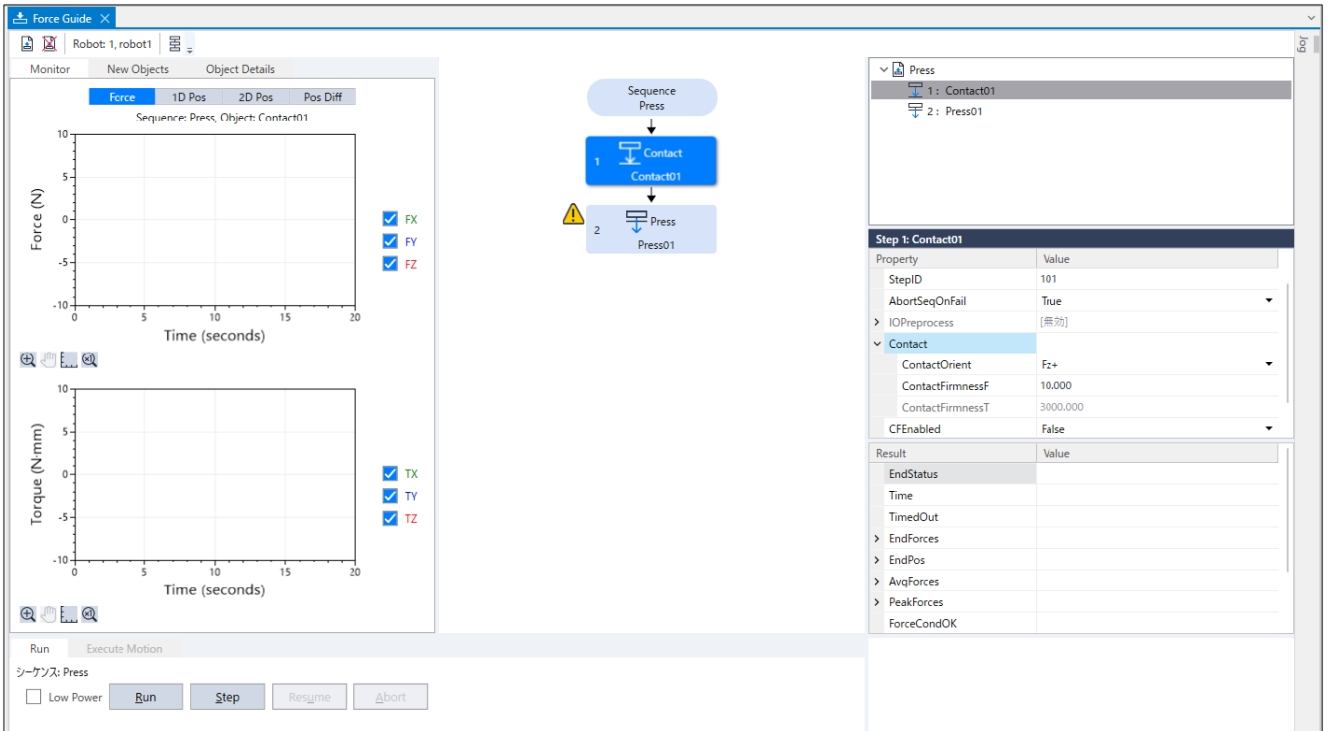 Force Guide
Jog
Robot: 1, robot1
Monitor New Objects Object Details
Force 1D Pos 2D Pos Pos Diff
Sequence: Press, Object: Contact01
10
5
0
-5
-10
Force (N)
0 5 10 15 20
Time (seconds)
FX
FY
FZ
10
5
0
-5
-10
Torque (N·mm)
0 5 10 15 20
Time (seconds)
TX
TY
TZ
Sequence
Press
1 Contact
Contact01
2 Press
Press01
Press
1 : Contact01
2 : Press01
Step 1: Contact01
Property Value
StepID 101
AbortSeqOnFail True
IOPreprocess [無効]
Contact
ContactOrient Fz+
ContactFirmnessF 10.000
ContactFirmnessT 3000.000
CFEnabled False
Result Value
EndStatus
Time
TimedOut
EndForces
EndPos
AvgForces
PeakForces
ForceCondOK
Run Execute Motion
シーケンス: Press
Low Power Run Step Resume Abort